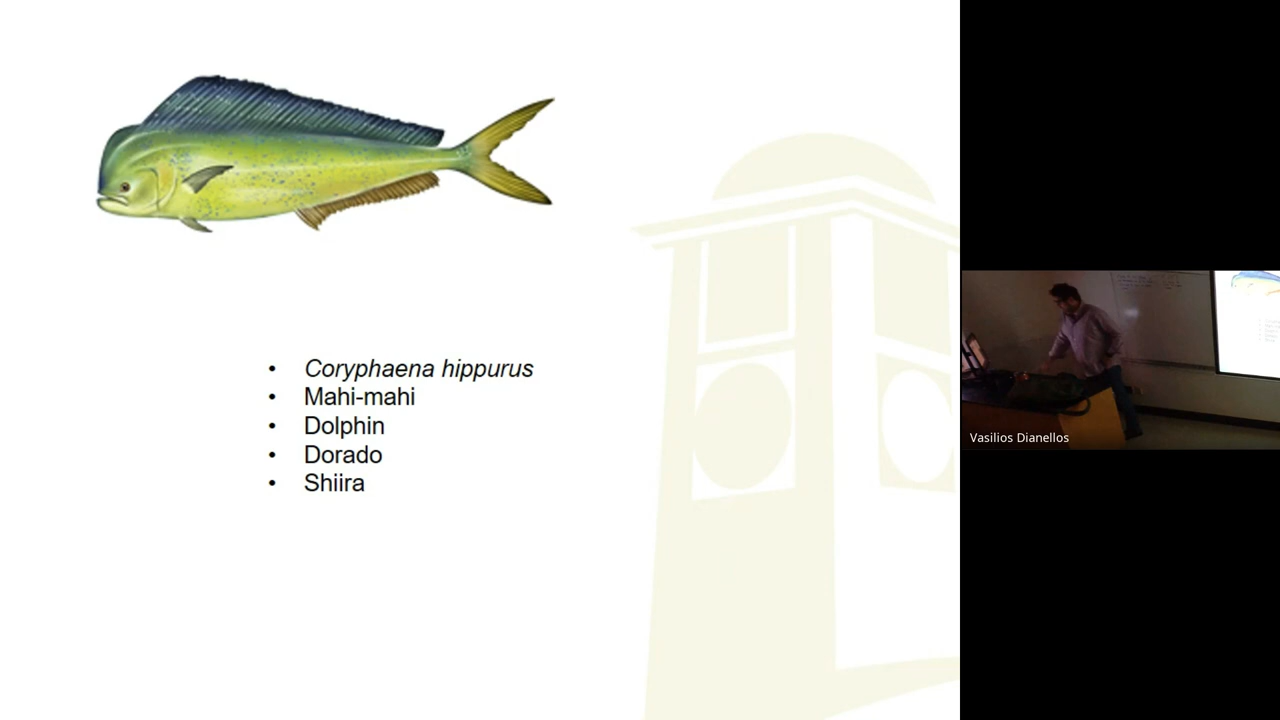 • Coryphaena hippurus
• Mahi-mahi
• Dolphin
• Dorado
• Shiira
Vasilios Dianellos